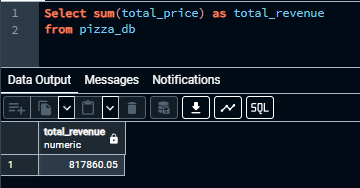 1 Select sum(total_price) as total_revenue
2 from pizza_db
Data Output Messages Notifications
SQL
total_revenue
numeric
1 817860.05